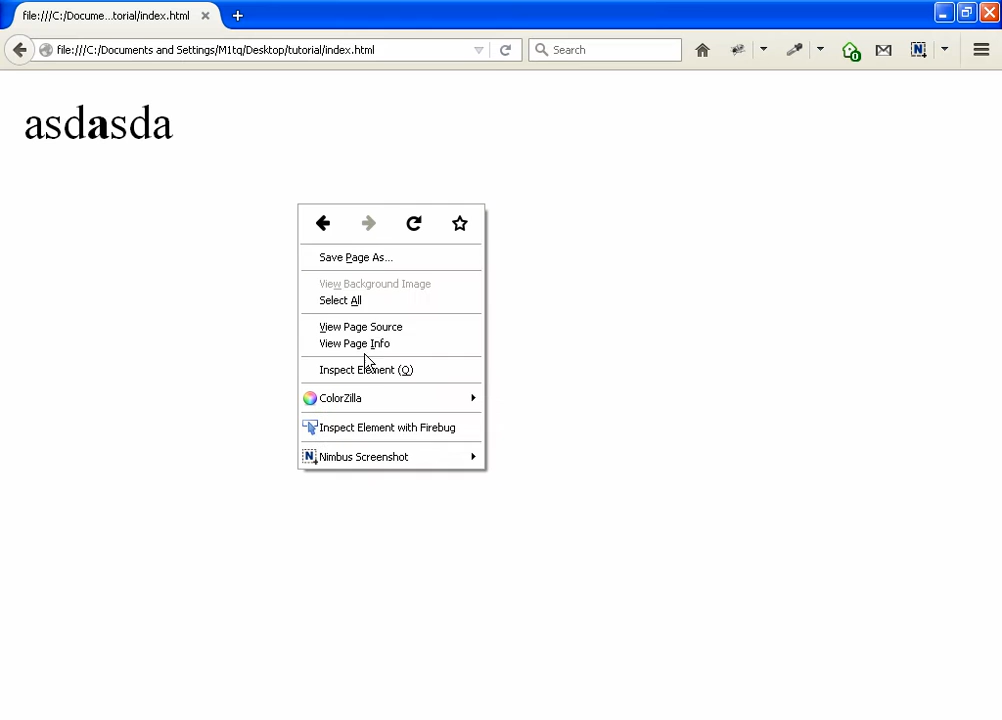 file:///C:/Docume...torial/index.html
file:///C:/Documents and Settings/M1tq/Desktop/tutorial/index.html
Search
0
N
asdasda
Save Page As...
View Background Image
Select All
View Page Source
View Page Info
Inspect Element (Q)
ColorZilla
Inspect Element with Firebug
N Nimbus Screenshot